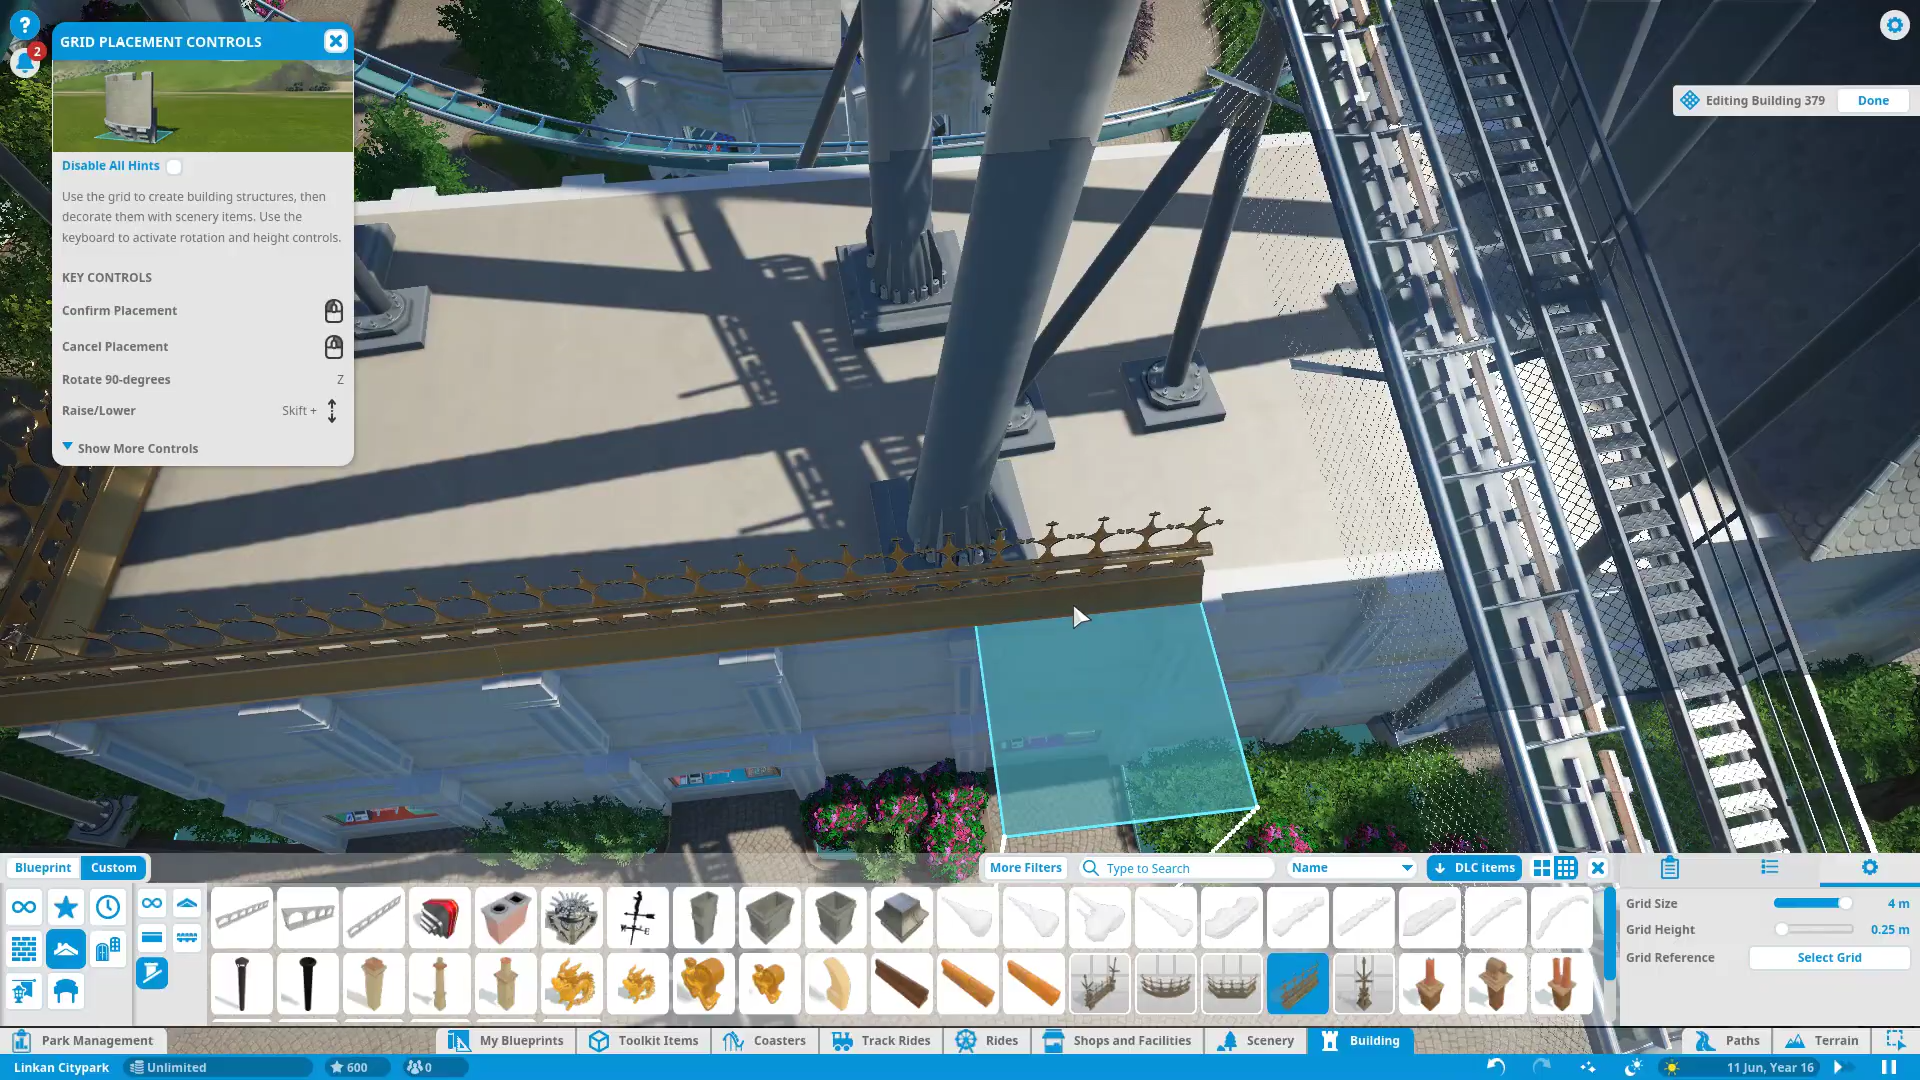 ?
2
GRID PLACEMENT CONTROLS
Disable All Hints
Use the grid to create building structures, then
decorate them with scenery items. Use the
keyboard to activate rotation and height controls.
KEY CONTROLS
Confirm Placement
Cancel Placement
Rotate 90-degrees Z
Raise/Lower Skift +
Show More Controls
Editing Building 379 Done
Blueprint Custom
More Filters Type to Search Name DLC items
Grid Size 4 m
Grid Height 0.25 m
Grid Reference Select Grid
Park Management My Blueprints Toolkit Items Coasters Track Rides Rides Shops and Facilities Scenery Building Paths Terrain
Linkan Citypark Unlimited 600 0 11 Jun, Year 16